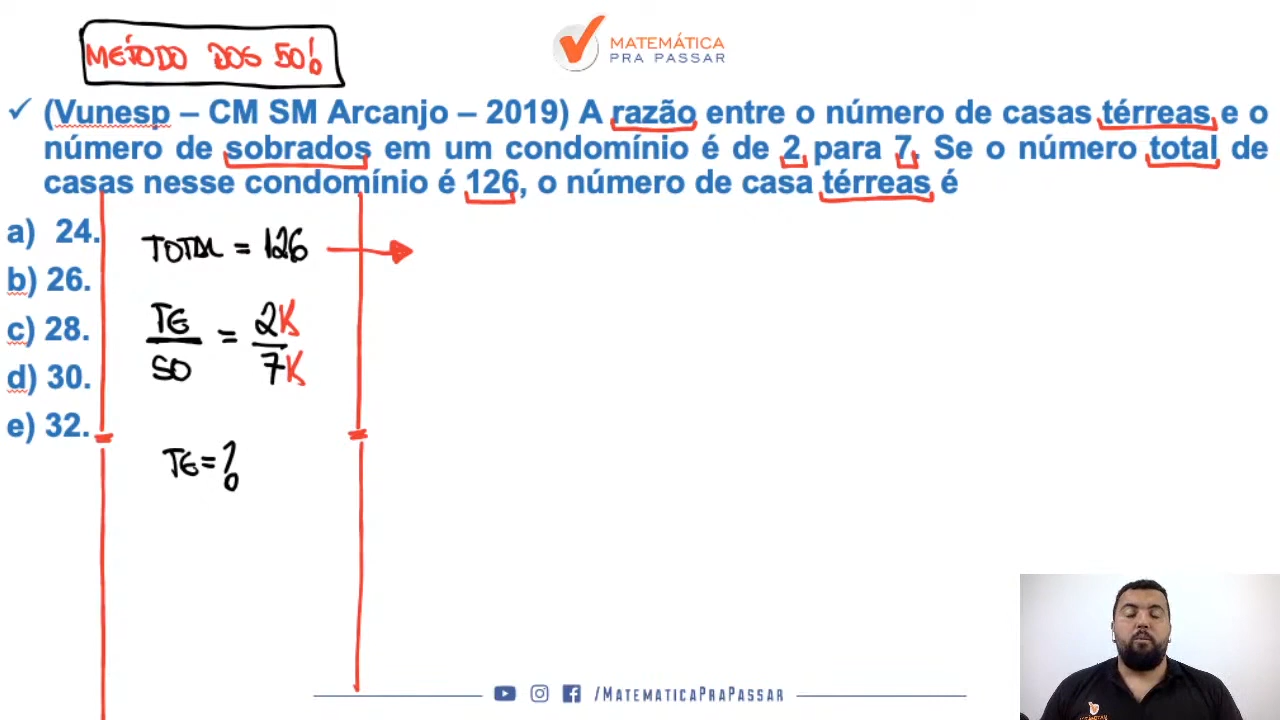 MÉTODO DOS 50!
MATEMÁTICA
PRA PASSAR
✓ (Vunesp – CM SM Arcanjo – 2019) A razão entre o número de casas térreas e o
número de sobrados em um condomínio é de 2 para 7. Se o número total de
casas nesse condomínio é 126, o número de casa térreas é
a) 24.
b) 26.
c) 28.
d) 30.
e) 32.
TOTAL = 126
TE/SO = 2K/7K
TE = ?
/MATEMATICAPRAPASSAR